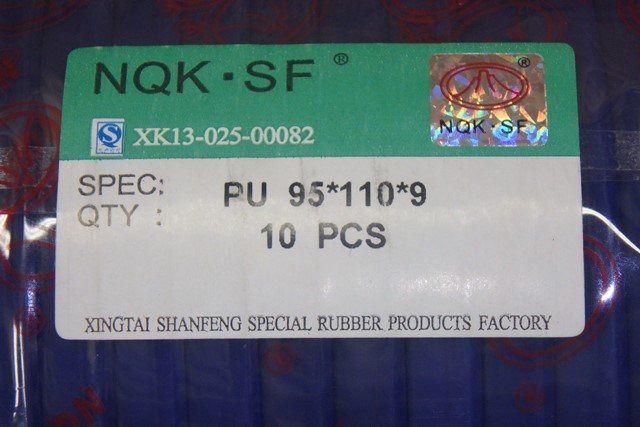 NQK·SF®
®
NQK·SF
XK13-025-00082
SPEC: PU 95*110*9
QTY : 10 PCS
XINGTAI SHANFENG SPECIAL RUBBER PRODUCTS FACTORY